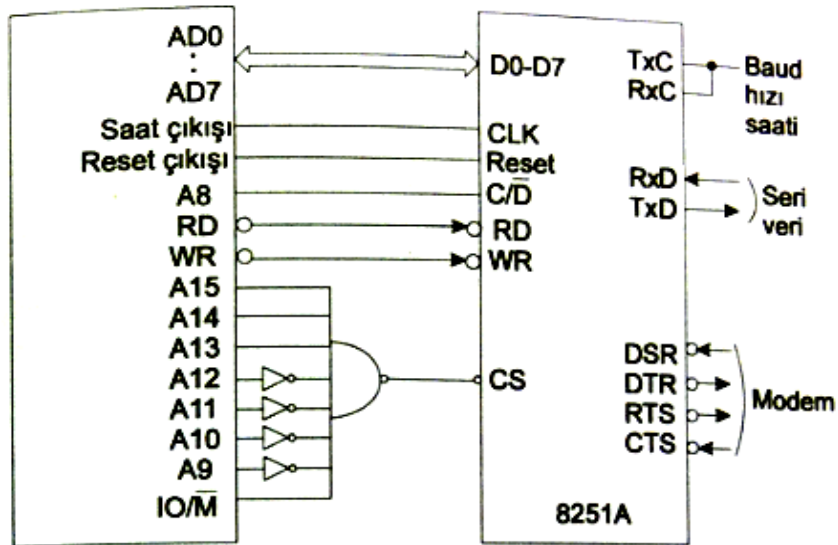 AD0
:
AD7
Saat çıkışı
Reset çıkışı
A8
RD
WR
A15
A14
A13
A12
A11
A10
A9
IO/M̅
D0-D7
CLK
Reset
C/D̅
RD
WR
CS
8251A
TxC
RxC
RxD
TxD
DSR
DTR
RTS
CTS
Baud
hızı
saati
Seri
veri
Modem